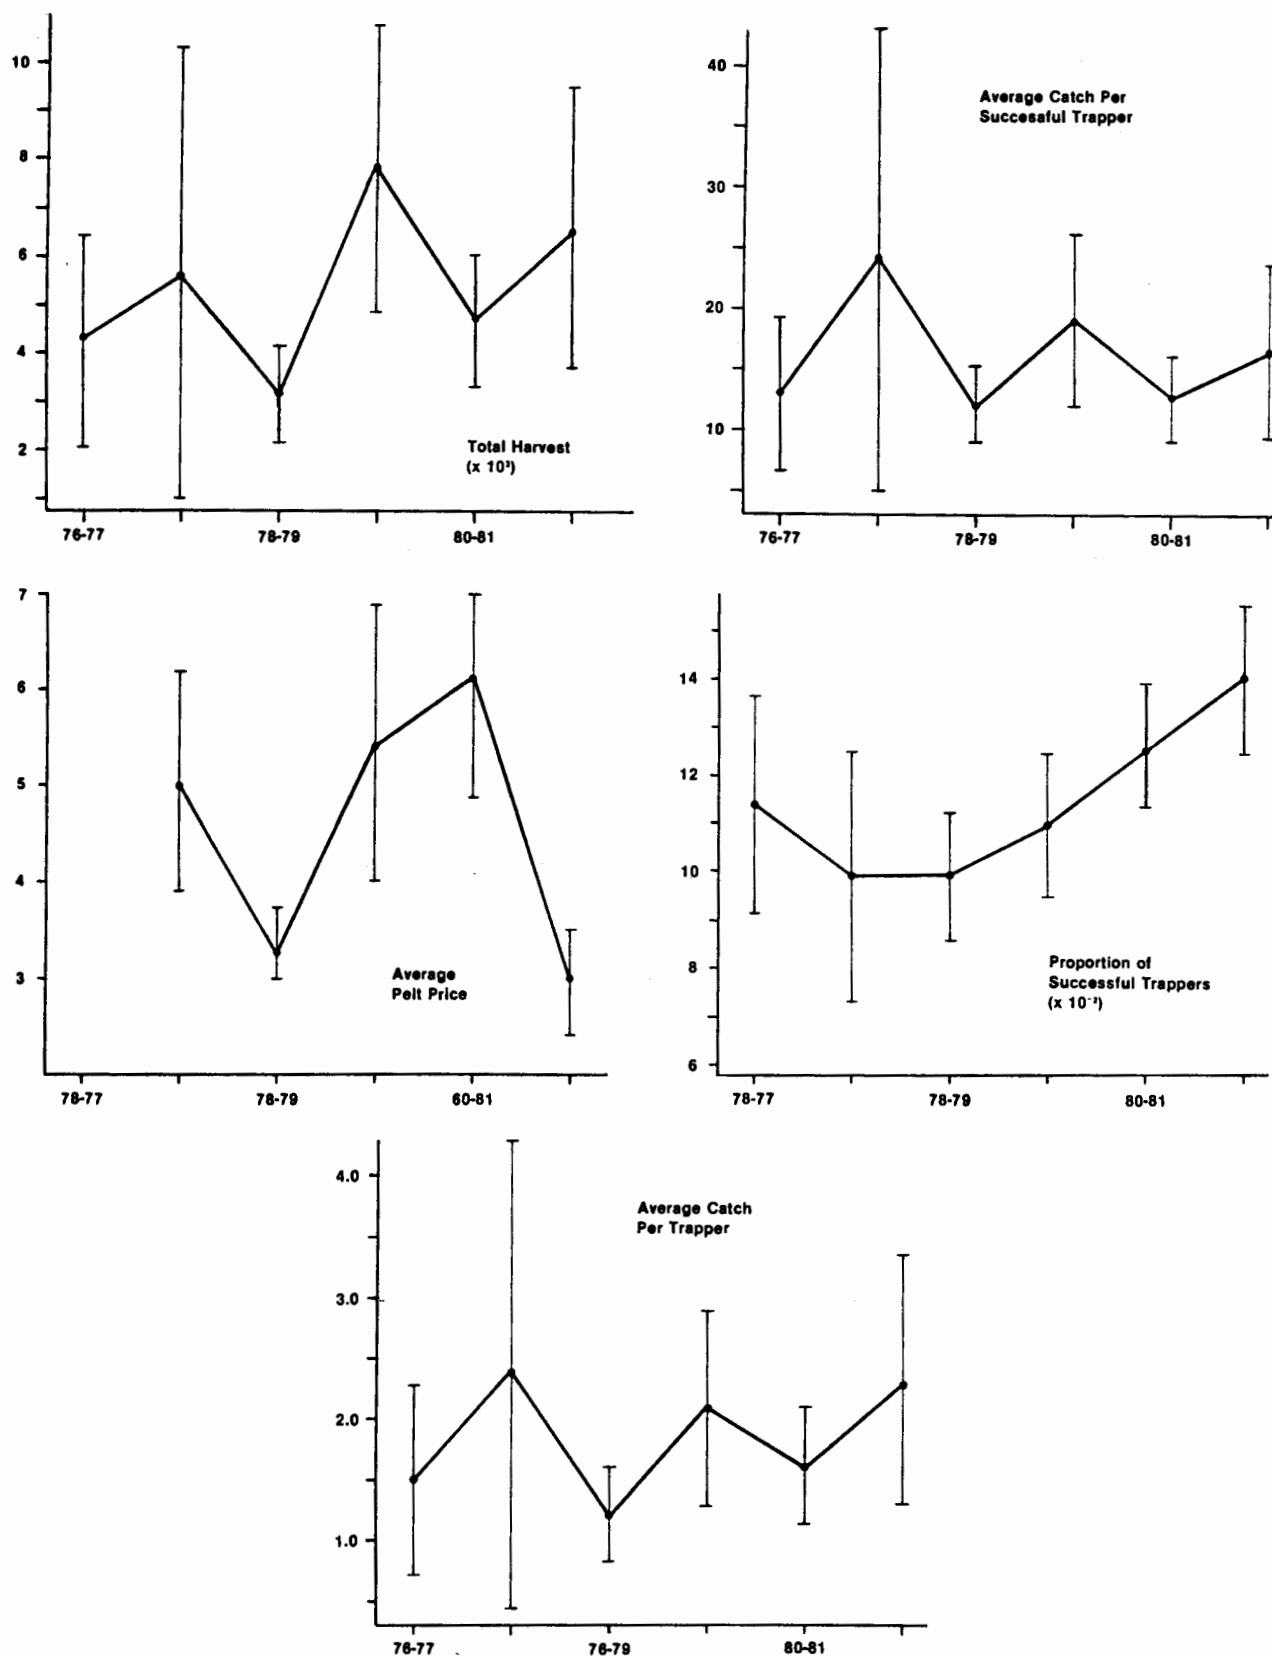 10
8
6
4
2
Total Harvest
(x 10³)
76-77 78-79 80-81
40
30
20
10
Average Catch Per
Succesaful Trapper
76-77 78-79 80-81
7
6
5
4
3
Average
Pelt Price
78-77 78-79 60-81
14
12
10
8
6
Proportion of
Successful Trappers
(x 10⁻²)
78-77 78-79 80-81
4.0
3.0
2.0
1.0
Average Catch
Per Trapper
76-77 76-79 80-81